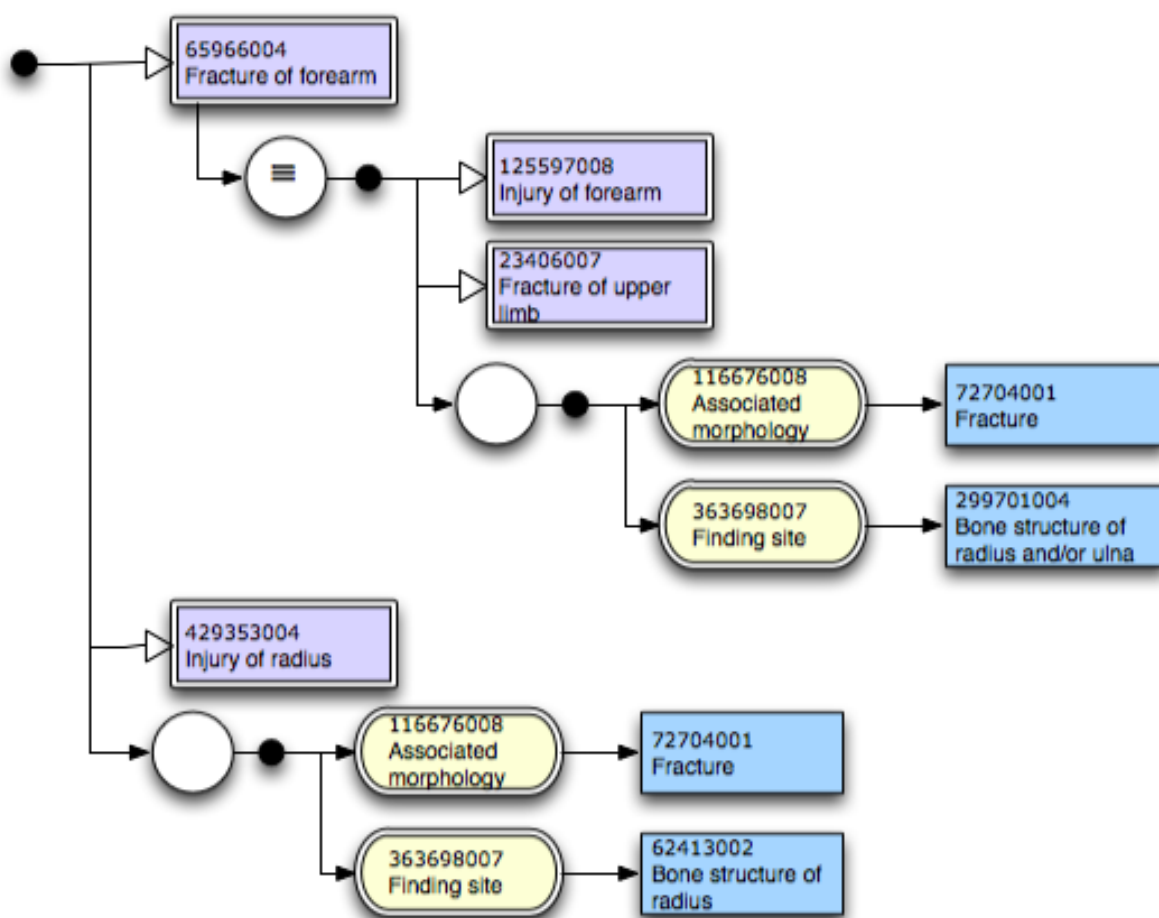 65966004
Fracture of forearm
≡
125597008
Injury of forearm
23406007
Fracture of upper
limb
116676008
Associated
morphology
72704001
Fracture
363698007
Finding site
299701004
Bone structure of
radius and/or ulna
429353004
Injury of radius
116676008
Associated
morphology
72704001
Fracture
363698007
Finding site
62413002
Bone structure of
radius